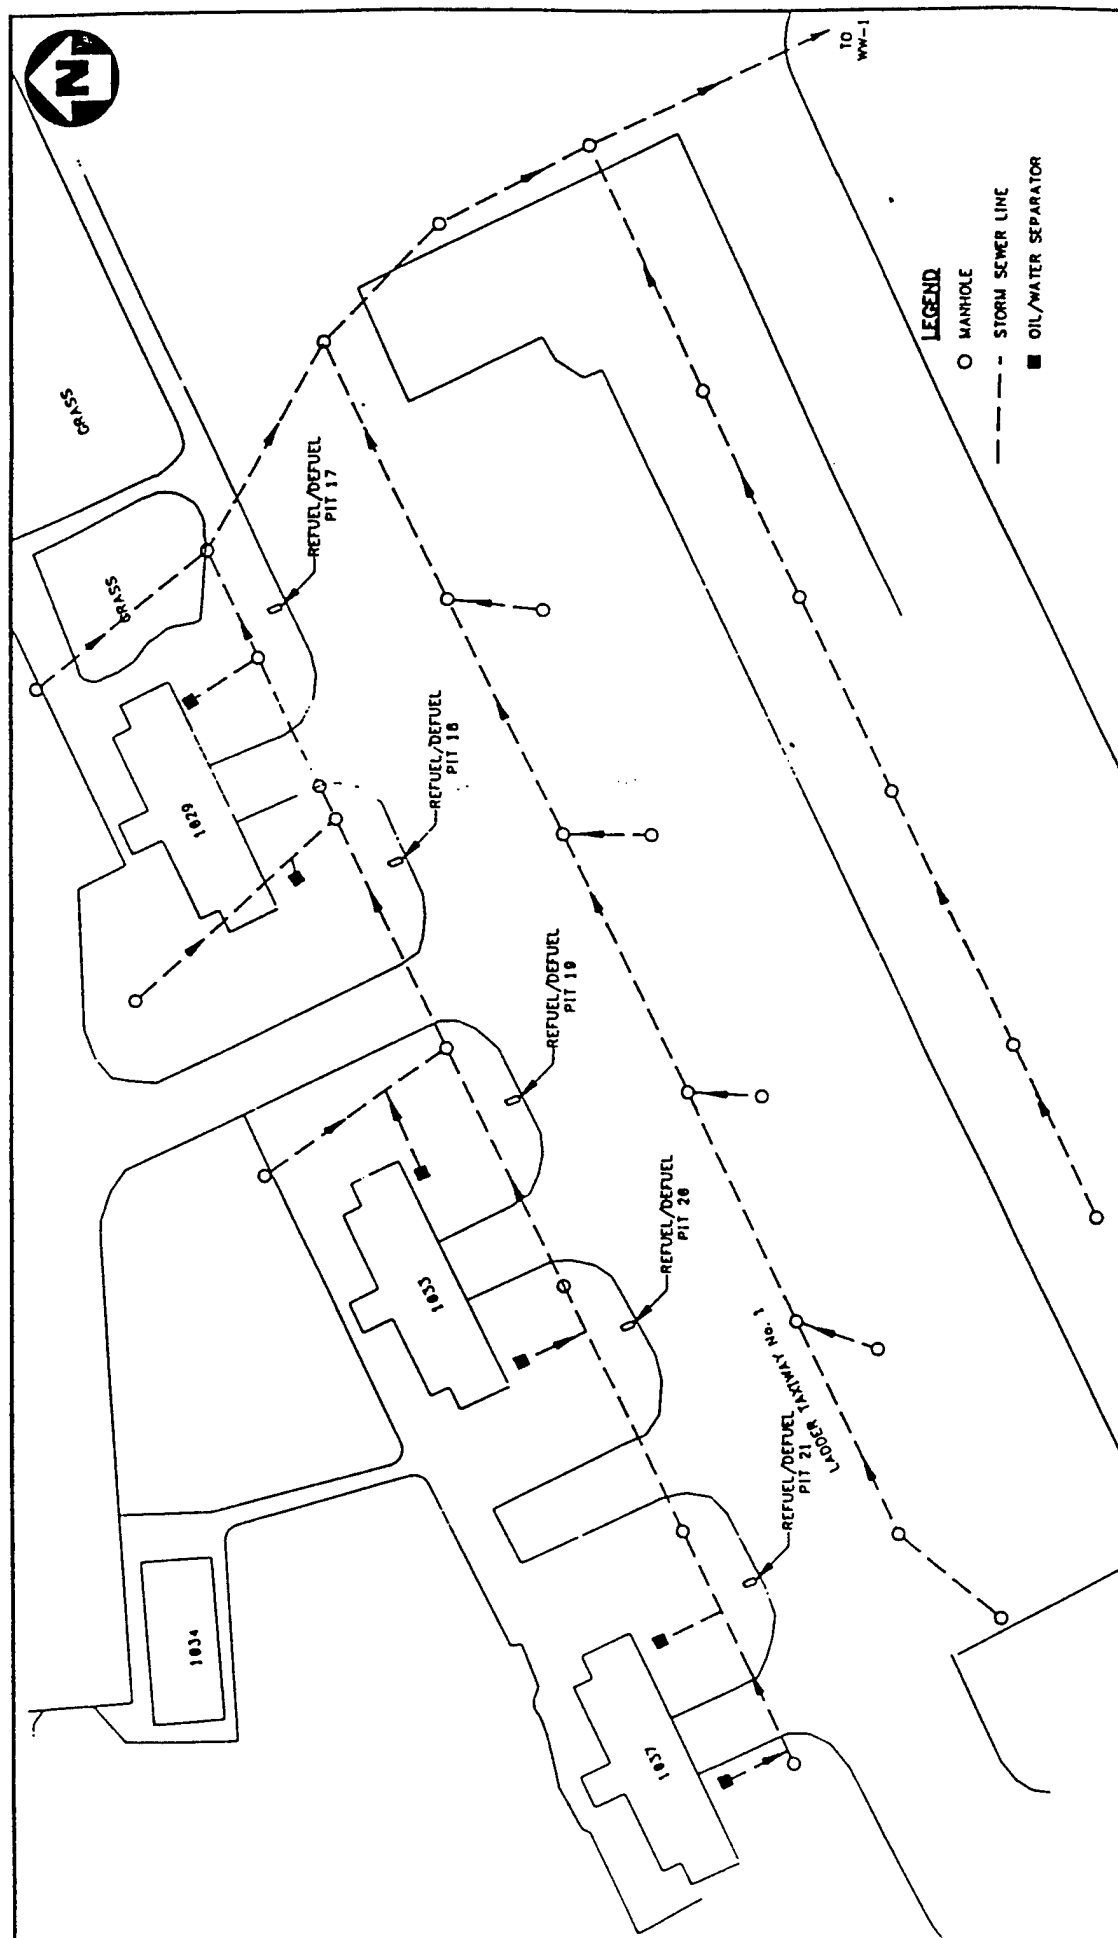 N
TO
WW-1
GRASS
GRASS
REFUEL/DEFUEL
PIT 17
REFUEL/DEFUEL
PIT 18
REFUEL/DEFUEL
PIT 19
REFUEL/DEFUEL
PIT 20
REFUEL/DEFUEL
PIT 21
LADDER TAXIWAY NO. 1
1029
1033
1034
1037
LEGEND
MANHOLE
STORM SEWER LINE
OIL/WATER SEPARATOR